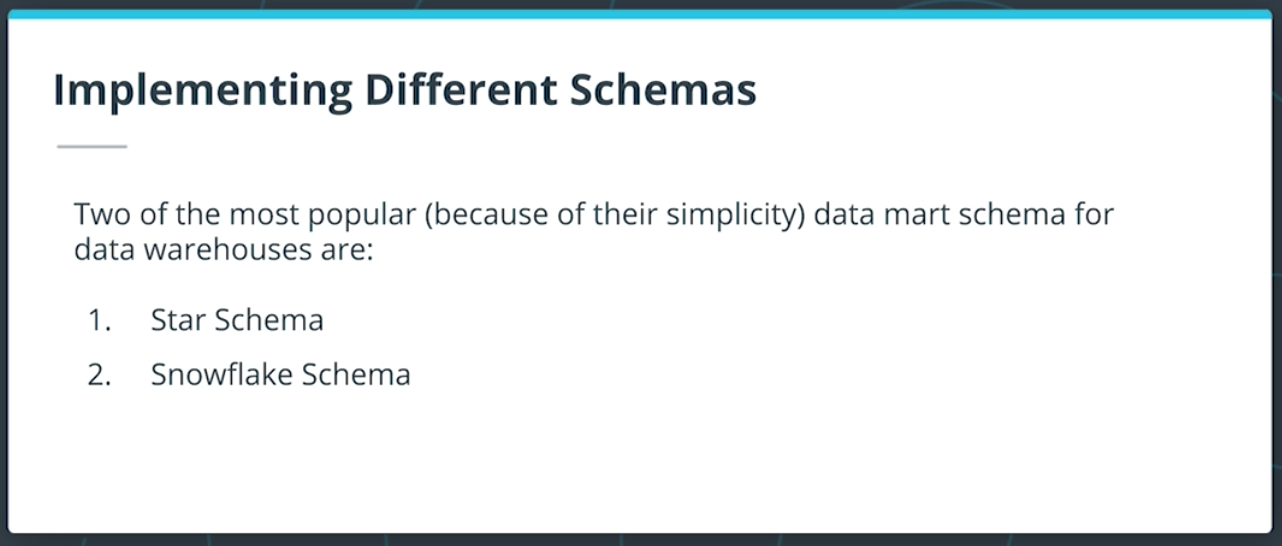 Implementing Different Schemas
Two of the most popular (because of their simplicity) data mart schema for
data warehouses are:
1. Star Schema
2. Snowflake Schema